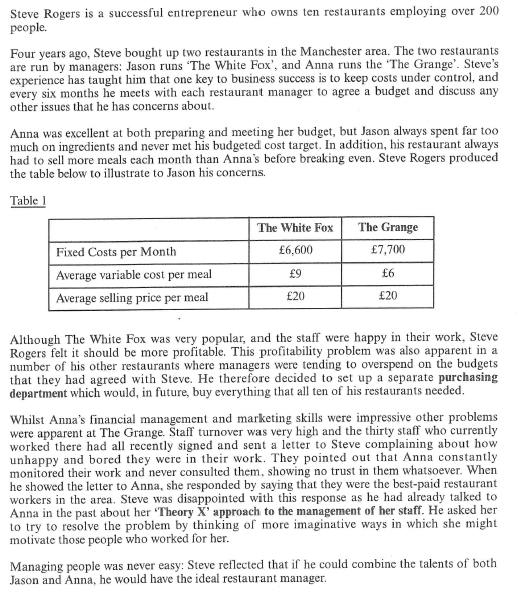 Steve Rogers is a successful entrepreneur who owns ten restaurants employing over 200
people.
Four years ago, Steve bought up two restaurants in the Manchester area. The two restaurants
are run by managers: Jason runs 'The White Fox', and Anna runs the 'The Grange'. Steve's
experience has taught him that one key to business success is to keep costs under control, and
every six months he meets with each restaurant manager to agree a budget and discuss any
other issues that he has concerns about.
Anna was excellent at both preparing and meeting her budget, but Jason always spent far too
much on ingredients and never met his budgeted cost target. In addition, his restaurant always
had to sell more meals each month than Anna's before breaking even. Steve Rogers produced
the table below to illustrate to Jason his concerns.
Table 1
The White Fox The Grange
Fixed Costs per Month £6,600 £7,700
Average variable cost per meal £9 £6
Average selling price per meal £20 £20
Although The White Fox was very popular, and the staff were happy in their work, Steve
Rogers felt it should be more profitable. This profitability problem was also apparent in a
number of his other restaurants where managers were tending to overspend on the budgets
that they had agreed with Steve. He therefore decided to set up a separate purchasing
department which would, in future, buy everything that all ten of his restaurants needed.
Whilst Anna's financial management and marketing skills were impressive other problems
were apparent at The Grange. Staff turnover was very high and the thirty staff who currently
worked there had all recently signed and sent a letter to Steve complaining about how
unhappy and bored they were in their work. They pointed out that Anna constantly
monitored their work and never consulted them, showing no trust in them whatsoever. When
he showed the letter to Anna, she responded by saying that they were the best-paid restaurant
workers in the area. Steve was disappointed with this response as he had already talked to
Anna in the past about her 'Theory X' approach to the management of her staff. He asked her
to try to resolve the problem by thinking of more imaginative ways in which she might
motivate those people who worked for her.
Managing people was never easy: Steve reflected that if he could combine the talents of both
Jason and Anna, he would have the ideal restaurant manager.